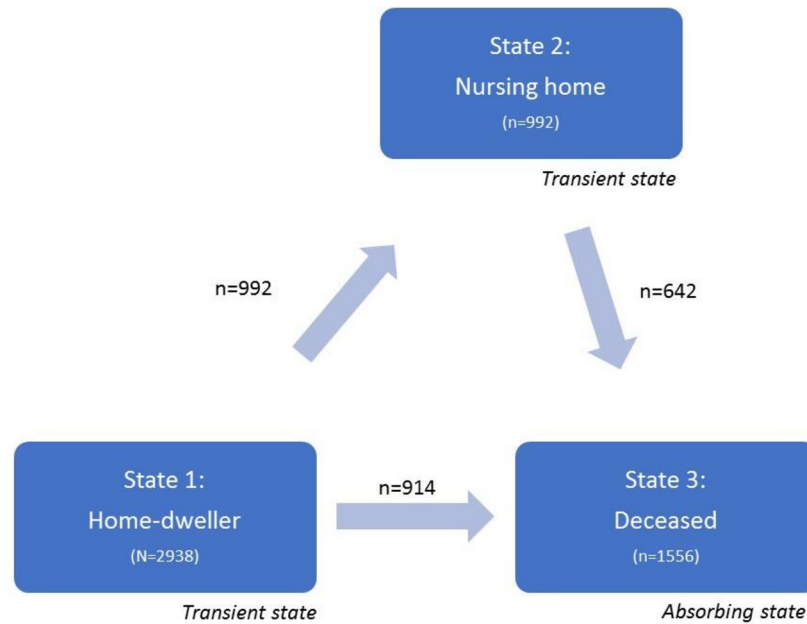 State 2:
Nursing home
(n=992)
Transient state
n=992
n=642
State 1:
Home-dweller
(N=2938)
Transient state
n=914
State 3:
Deceased
(n=1556)
Absorbing state